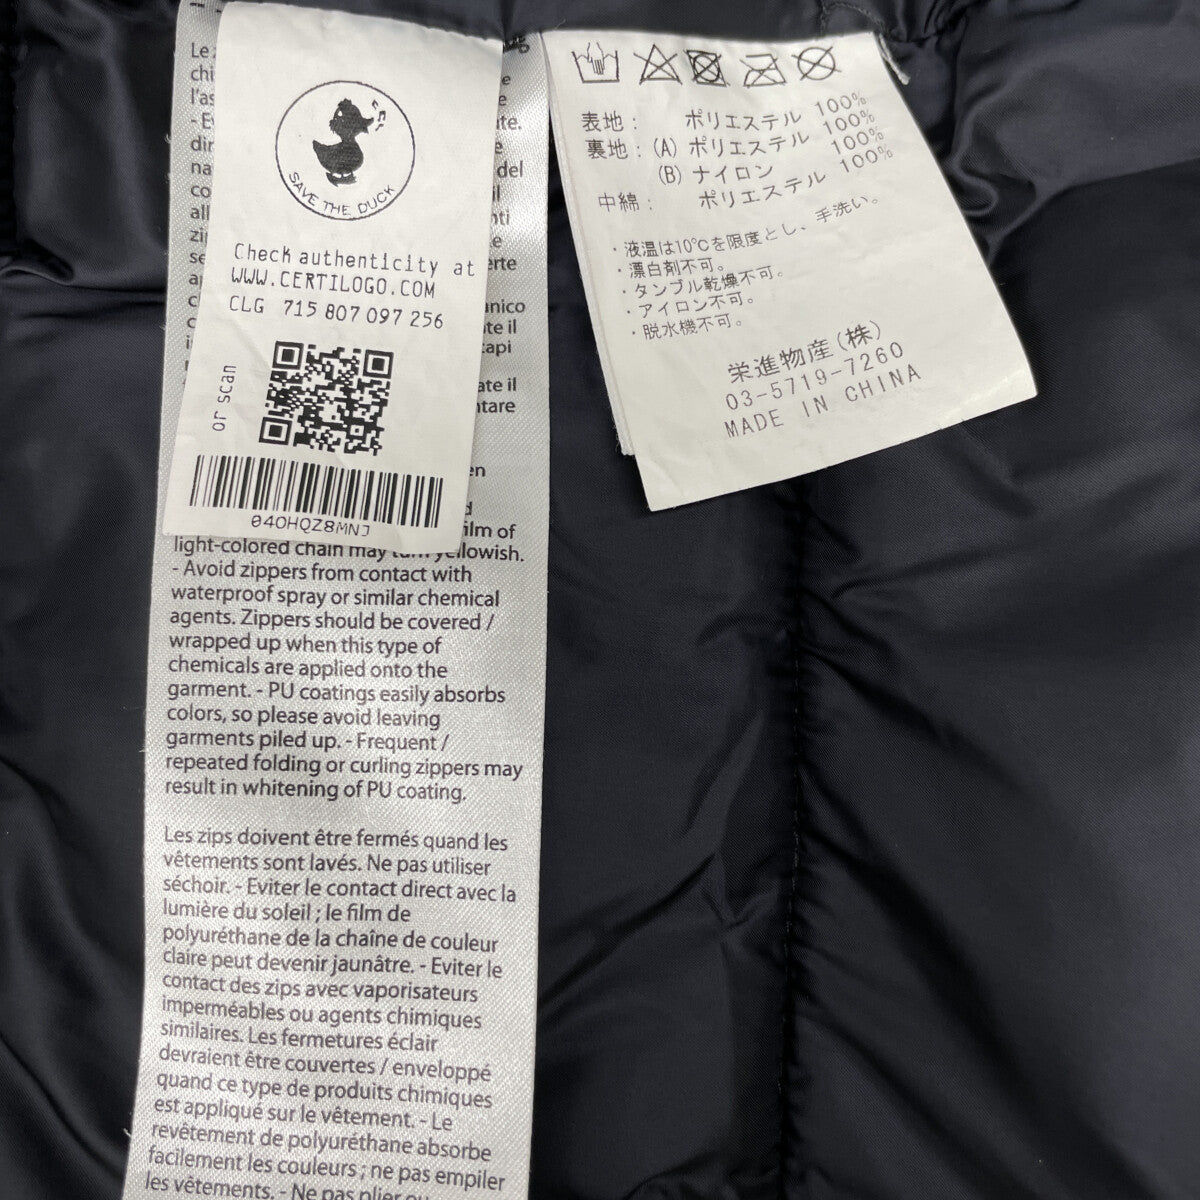 SAVE THE DUCK
Check authenticity at
WWW.CERTILOGO.COM
CLG 715 807 097 256
or scan
04OHQZ8MNJ
表地： ポリエステル 100%
裏地：(A) ポリエステル 100%
(B) ナイロン 100%
中綿： ポリエステル 100%
・液温は10℃を限度とし、手洗い。
・漂白剤不可。
・タンブル乾燥不可。
・アイロン不可。
・脱水機不可。
栄進物産(株)
03-5719-7260
MADE IN CHINA
film of
light-colored chain may turn yellowish.
- Avoid zippers from contact with
waterproof spray or similar chemical
agents. Zippers should be covered /
wrapped up when this type of
chemicals are applied onto the
garment. - PU coatings easily absorbs
colors, so please avoid leaving
garments piled up. - Frequent /
repeated folding or curling zippers may
result in whitening of PU coating.
Les zips doivent être fermés quand les
vêtements sont lavés. Ne pas utiliser
séchoir. - Eviter le contact direct avec la
lumière du soleil ; le film de
polyuréthane de la chaîne de couleur
claire peut devenir jaunâtre. - Eviter le
contact des zips avec vaporisateurs
imperméables ou agents chimiques
similaires. Les fermetures éclair
devraient être couvertes / enveloppé
quand ce type de produits chimiques
est appliqué sur le vêtement. - Le
revêtement de polyuréthane absorbe
facilement les couleurs ; ne pas empiler
les vêtements. - Ne pas plier ou